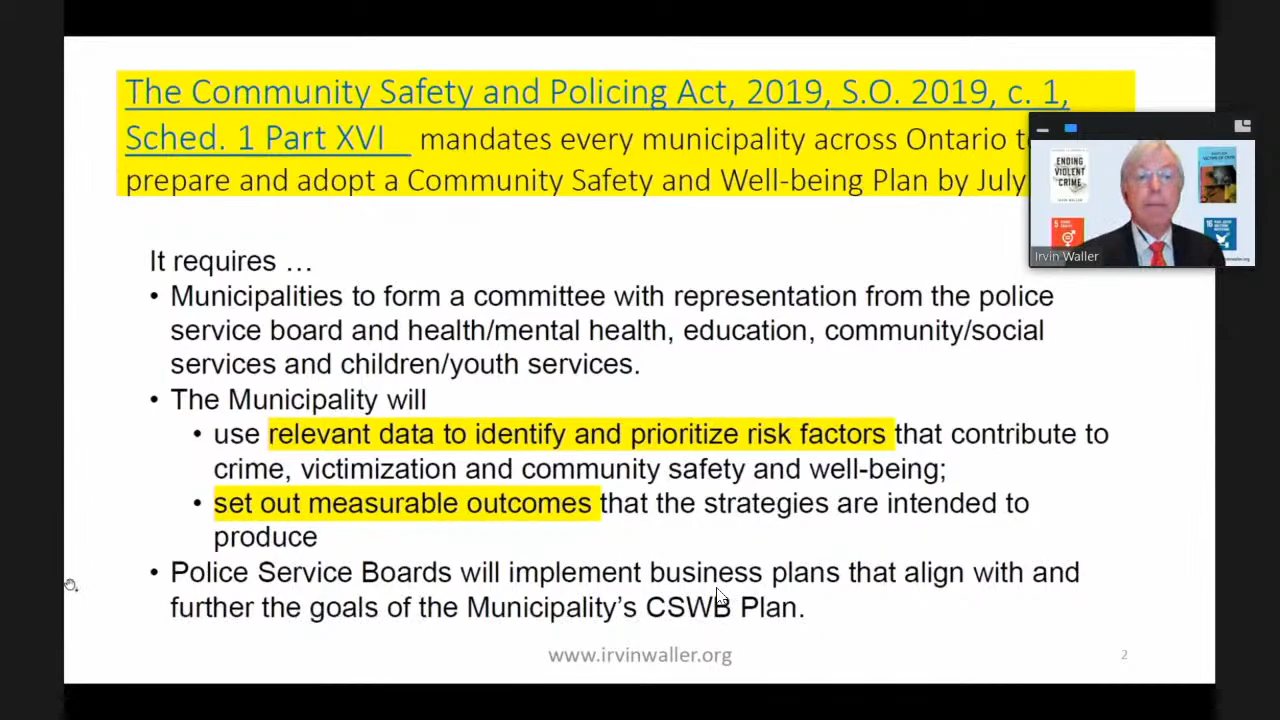 The Community Safety and Policing Act, 2019, S.O. 2019, c. 1,
Sched. 1 Part XVI mandates every municipality across Ontario
prepare and adopt a Community Safety and Well-being Plan by July
ENDING
VIOLENT
CRIME
IRVIN WALLER
5
16
Irvin Waller
It requires …
• Municipalities to form a committee with representation from the police
service board and health/mental health, education, community/social
services and children/youth services.
• The Municipality will
• use relevant data to identify and prioritize risk factors that contribute to
crime, victimization and community safety and well-being;
• set out measurable outcomes that the strategies are intended to
produce
• Police Service Boards will implement business plans that align with and
further the goals of the Municipality’s CSWB Plan.
www.irvinwaller.org
2